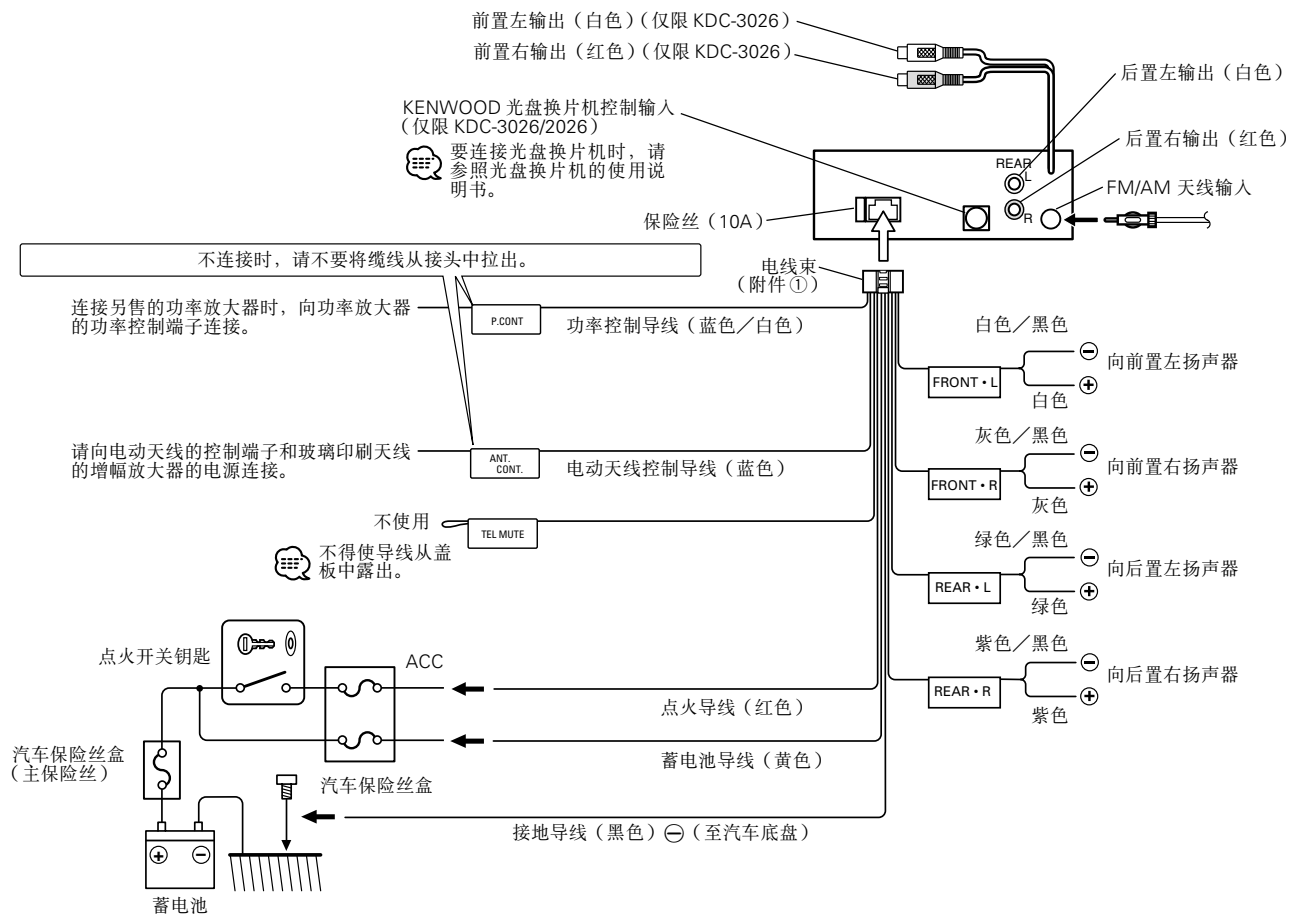 前置左输出（白色）（仅限 KDC-3026）
前置右输出（红色）（仅限 KDC-3026）
后置左输出（白色）
KENWOOD 光盘换片机控制输入
（仅限 KDC-3026/2026）
后置右输出（红色）
要连接光盘换片机时，请
参照光盘换片机的使用说
明书。
REAR
L
R
FM/AM 天线输入
保险丝（10A）
不连接时，请不要将缆线从接头中拉出。
电线束
（附件①）
连接另售的功率放大器时，向功率放大器
的功率控制端子连接。
P.CONT
功率控制导线（蓝色／白色）
白色／黑色
⊖
向前置左扬声器
FRONT・L
⊕
白色
请向电动天线的控制端子和玻璃印刷天线
的增幅放大器的电源连接。
ANT.
CONT.
电动天线控制导线（蓝色）
灰色／黑色
⊖
向前置右扬声器
FRONT・R
⊕
灰色
不使用
TEL MUTE
不得使导线从盖
板中露出。
绿色／黑色
⊖
向后置左扬声器
REAR・L
⊕
绿色
点火开关钥匙
ACC
点火导线（红色）
紫色／黑色
⊖
向后置右扬声器
REAR・R
⊕
紫色
汽车保险丝盒
（主保险丝）
蓄电池导线（黄色）
汽车保险丝盒
接地导线（黑色）⊖（至汽车底盘）
⊕ ⊖
蓄电池